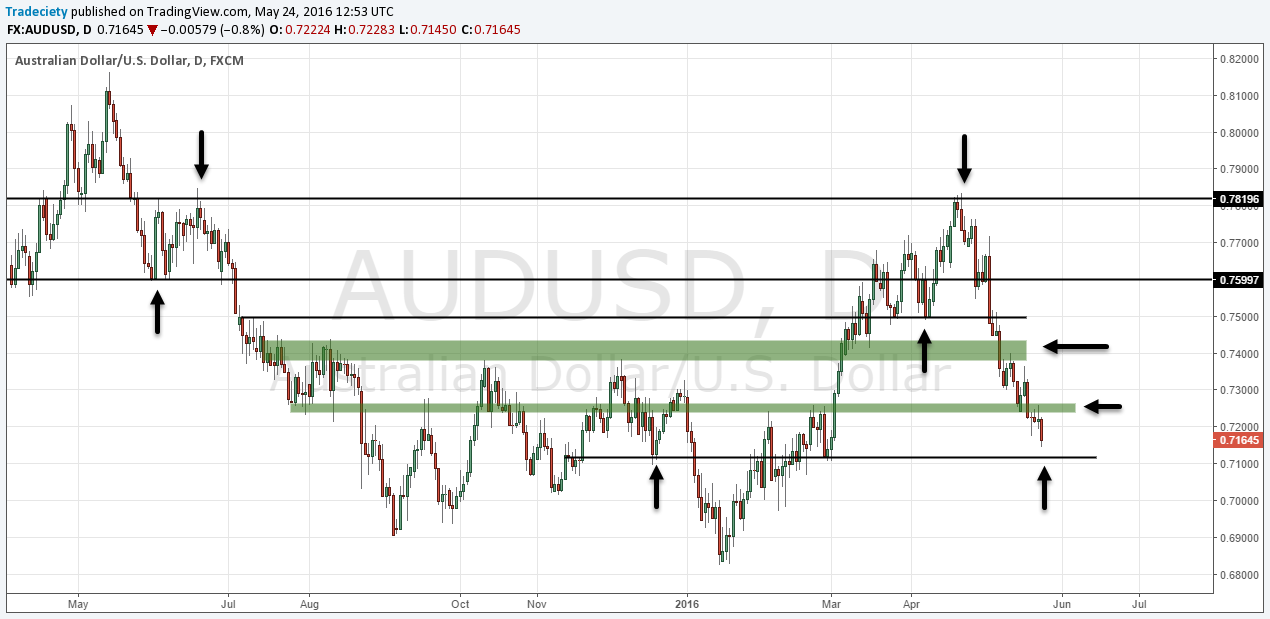 Tradeciety published on TradingView.com, May 24, 2016 12:53 UTC
FX:AUDUSD, D 0.71645 ▼ −0.00579 (−0.8%) O: 0.72224 H: 0.72283 L: 0.71450 C: 0.71645
Australian Dollar/U.S. Dollar, D, FXCM
0.82000
0.81000
0.80000
0.79000
0.78196
0.78000
0.77000
AUDUSD, D
0.75997
0.75000
0.74000
Australian Dollar/U.S. Dollar
0.73000
0.72000
0.71645
0.71000
0.70000
0.69000
0.68000
May Jul Aug Oct Nov 2016 Mar Apr Jun Jul